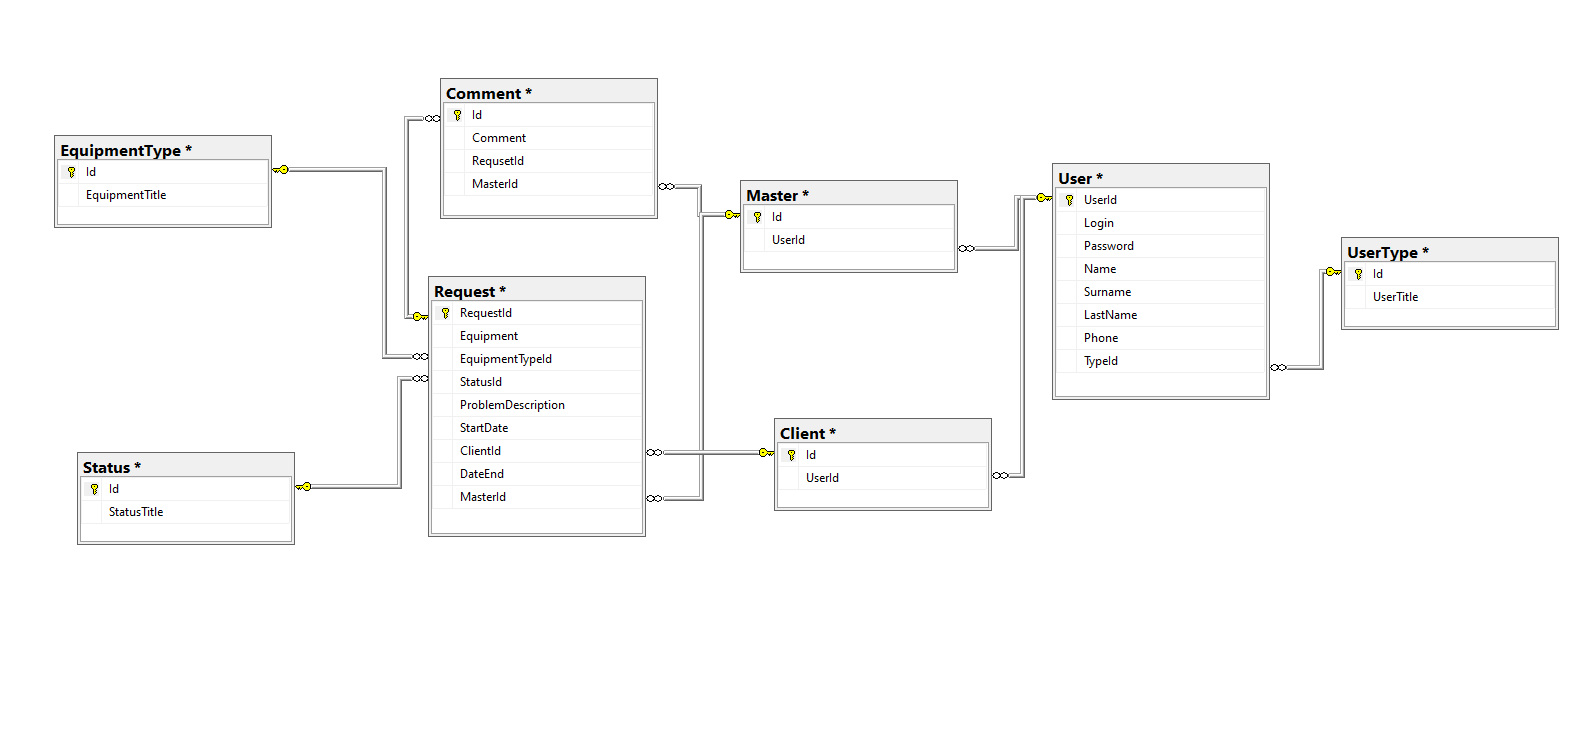 EquipmentType *
Id
EquipmentTitle
Comment *
Id
Comment
RequsetId
MasterId
Master *
Id
UserId
User *
UserId
Login
Password
Name
Surname
LastName
Phone
TypeId
UserType *
Id
UserTitle
Request *
RequestId
Equipment
EquipmentTypeId
StatusId
ProblemDescription
StartDate
ClientId
DateEnd
MasterId
Client *
Id
UserId
Status *
Id
StatusTitle